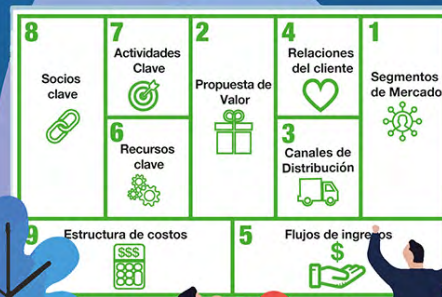 8
Socios
clave
7
Actividades
Clave
6
Recursos
clave
2
Propuesta de
Valor
4
Relaciones
del cliente
3
Canales de
Distribución
1
Segmentos
de Mercado
9
Estructura de costos
$$$
5
Flujos de ingresos
$